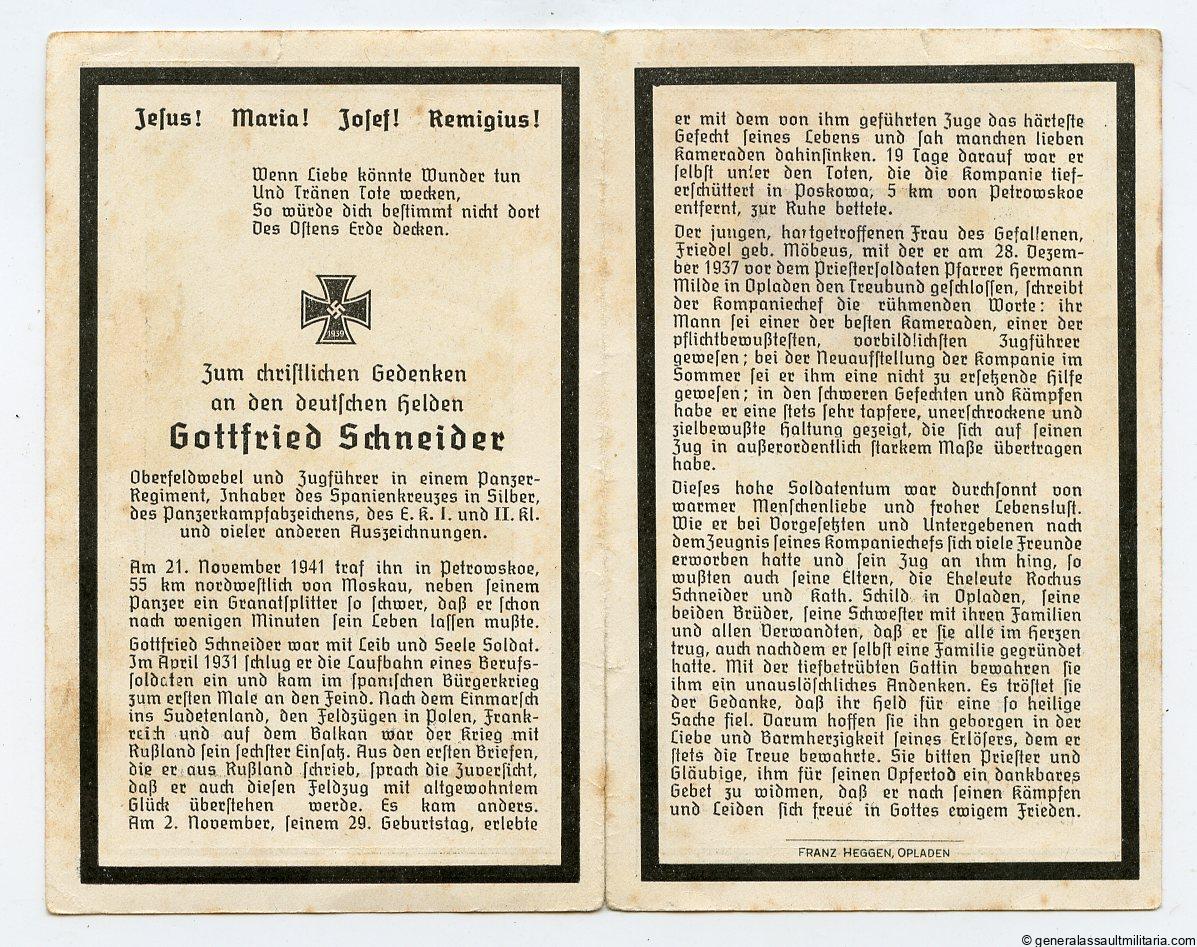 Jesus! Maria! Josef! Remigius!
Wenn Liebe könnte Wunder tun
Und Tränen Tote wecken,
So würde dich bestimmt nicht dort
Des Ostens Erde decken.
1939
Zum christlichen Gedenken
an den deutschen Helden
Gottfried Schneider
Oberfeldwebel und Zugführer in einem Panzer-
Regiment, Inhaber des Spanienkreuzes in Silber,
des Panzerkampfabzeichens, des E. K. I. und II. Kl.
und vieler anderen Auszeichnungen.
Am 21. November 1941 traf ihn in Petrowskoe,
55 km nordwestlich von Moskau, neben seinem
Panzer ein Granatsplitter so schwer, daß er schon
nach wenigen Minuten sein Leben lassen mußte.
Gottfried Schneider war mit Leib und Seele Soldat.
Im April 1931 schlug er die Laufbahn eines Berufs-
soldaten ein und kam im spanischen Bürgerkrieg
zum ersten Male an den Feind. Nach dem Einmarsch
ins Sudetenland, den Feldzügen in Polen, Frank-
reich und auf dem Balkan war der Krieg mit
Rußland sein sechster Einsatz. Aus den ersten Briefen,
die er aus Rußland schrieb, sprach die Zuversicht,
daß er auch diesen Feldzug mit altgewohntem
Glück überstehen werde. Es kam anders.
Am 2. November, seinem 29. Geburtstag, erlebte
er mit dem von ihm geführten Zuge das härteste
Gefecht seines Lebens und sah manchen lieben
Kameraden dahinsinken. 19 Tage darauf war er
selbst unter den Toten, die die Kompanie tief-
erschüttert in Poskowa, 5 km von Petrowskoe
entfernt, zur Ruhe bettete.
Der jungen, hartgetroffenen Frau des Gefallenen,
Friedel geb. Möbeus, mit der er am 28. Dezem-
ber 1937 vor dem Priestersoldaten Pfarrer Hermann
Milde in Opladen den Treubund geschlossen, schreibt
der Kompaniechef die rühmenden Worte: ihr
Mann sei einer der besten Kameraden, einer der
pflichtbewußtesten, vorbildlichsten Zugführer
gewesen; bei der Neuaufstellung der Kompanie im
Sommer sei er ihm eine nicht zu ersetzende Hilfe
gewesen; in den schweren Gefechten und Kämpfen
habe er eine stets sehr tapfere, unerschrockene und
zielbewußte Haltung gezeigt, die sich auf seinen
Zug in außerordentlich starkem Maße übertragen
habe.
Dieses hohe Soldatentum war durchsonnt von
warmer Menschenliebe und froher Lebenslust.
Wie er bei Vorgesetzten und Untergebenen nach
dem Zeugnis seines Kompaniechefs sich viele Freunde
erworben hatte und sein Zug an ihm hing, so
wußten auch seine Eltern, die Eheleute Rochus
Schneider und Kath. Schild in Opladen, seine
beiden Brüder, seine Schwester mit ihren Familien
und allen Verwandten, daß er sie alle im Herzen
trug, auch nachdem er selbst eine Familie gegründet
hatte. Mit der tiefbetrübten Gattin bewahren sie
ihm ein unauslöschliches Andenken. Es tröstet sie
der Gedanke, daß ihr Held für eine so heilige
Sache fiel. Darum hoffen sie ihn geborgen in der
Liebe und Barmherzigkeit seines Erlösers, dem er
stets die Treue bewahrte. Sie bitten Priester und
Gläubige, ihm für seinen Opfertod ein dankbares
Gebet zu widmen, daß er nach seinen Kämpfen
und Leiden sich freue in Gottes ewigem Frieden.
FRANZ HEGGEN, OPLADEN
© generalassaultmilitaria.com